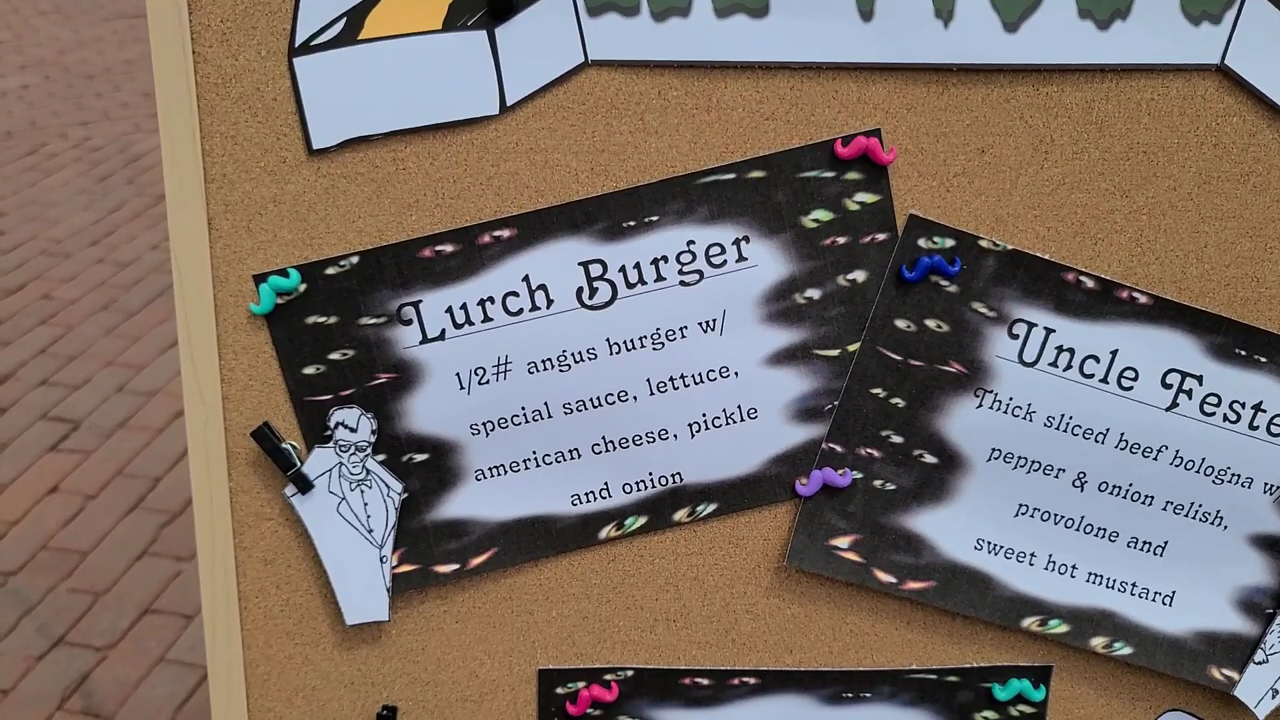 Lurch Burger
1/2# angus burger w/
special sauce, lettuce,
american cheese, pickle
and onion
Uncle Feste
Thick sliced beef bologna w
pepper & onion relish,
provolone and
sweet hot mustard